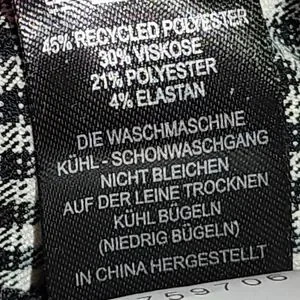 45% RECYCLED POLYESTER
30% VISKOSE
21% POLYESTER
4% ELASTAN
DIE WASCHMASCHINE
KÜHL - SCHONWASCHGANG
NICHT BLEICHEN
AUF DER LEINE TROCKNEN
KÜHL BÜGELN
(NIEDRIG BÜGELN)
IN CHINA HERGESTELLT